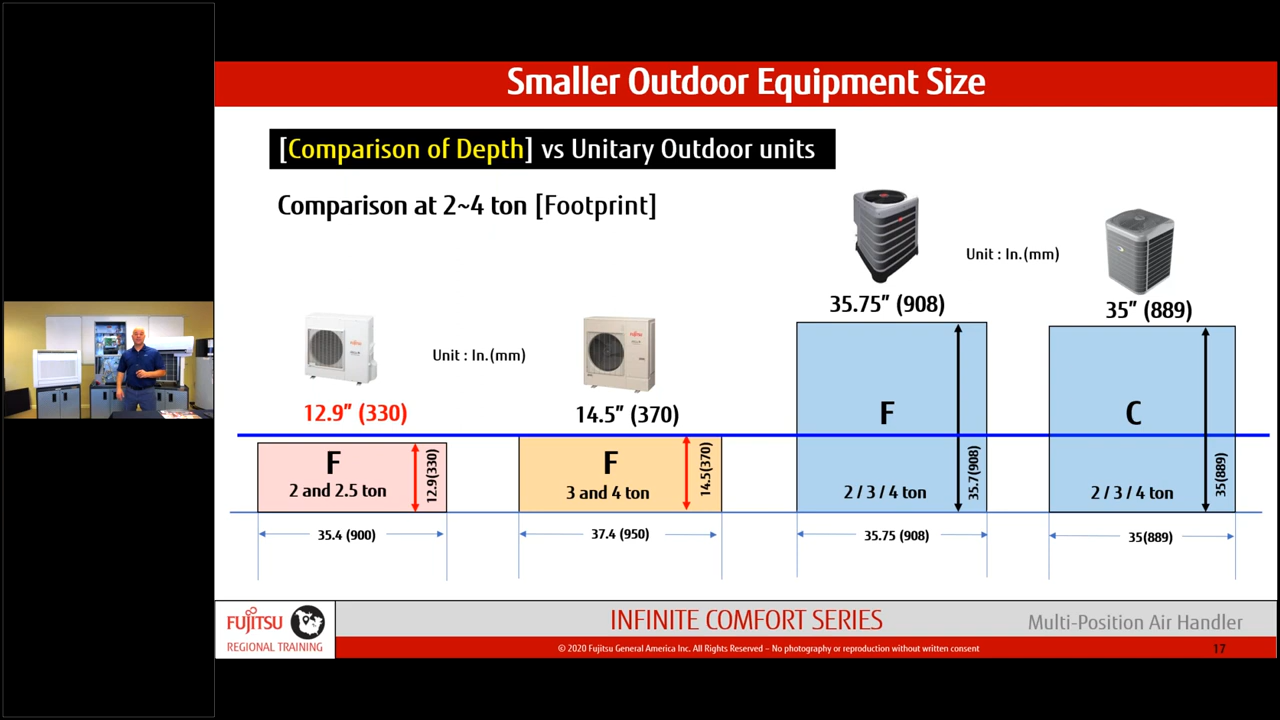 Smaller Outdoor Equipment Size
[Comparison of Depth] vs Unitary Outdoor units
Comparison at 2~4 ton [Footprint]
Unit : In.(mm)
35.75” (908)
35” (889)
Unit : In.(mm)
FUJITSU
12.9” (330)
14.5” (370)
F
2 and 2.5 ton
12.9(330)
F
3 and 4 ton
14.5(370)
F
2 / 3 / 4 ton
35.7(908)
C
2 / 3 / 4 ton
35(889)
35.4 (900)
37.4 (950)
35.75 (908)
35(889)
FUJITSU
REGIONAL TRAINING
INFINITE COMFORT SERIES
Multi-Position Air Handler
© 2020 Fujitsu General America Inc. All Rights Reserved – No photography or reproduction without written consent
17